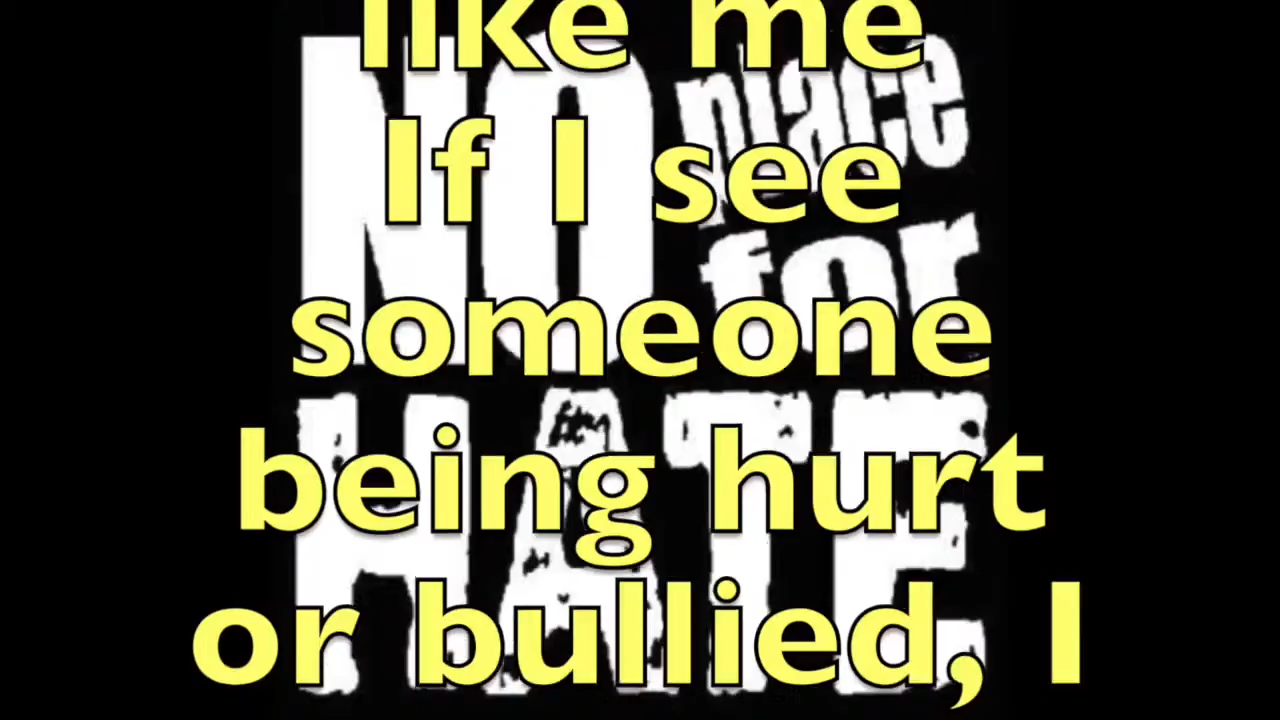 like me
If I see
someone
being hurt
or bullied, I
NO place
for
HATE